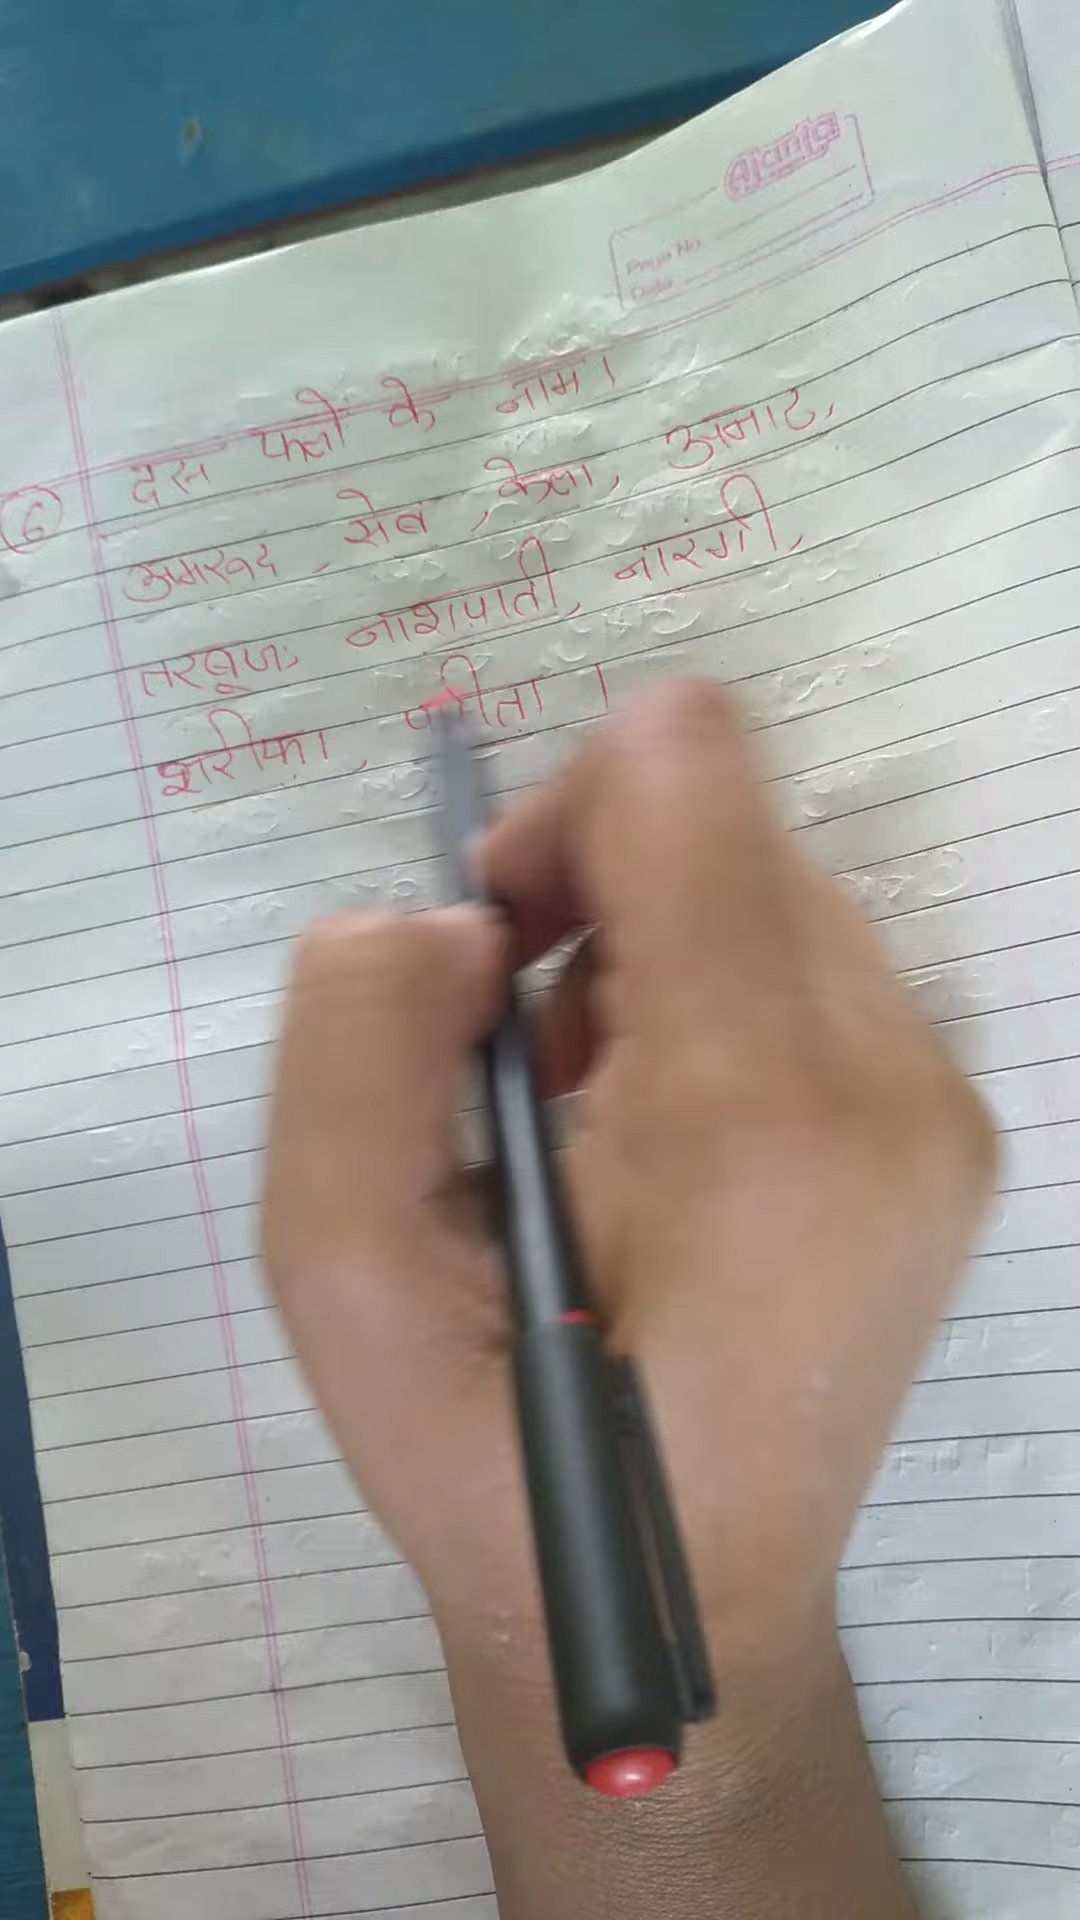 Ajanta
Page No.
Date
6 दस फलो के नाम।
अमरूद, सेब, केला, अनार,
तरबूज, नाशपाती, नारंगी,
शरीफा, पपीता ।